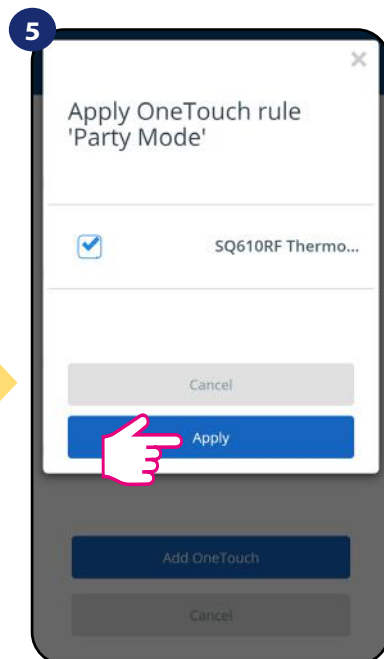 5
×
Apply OneTouch rule
'Party Mode'
SQ610RF Thermo...
Cancel
Apply
Add OneTouch
Cancel